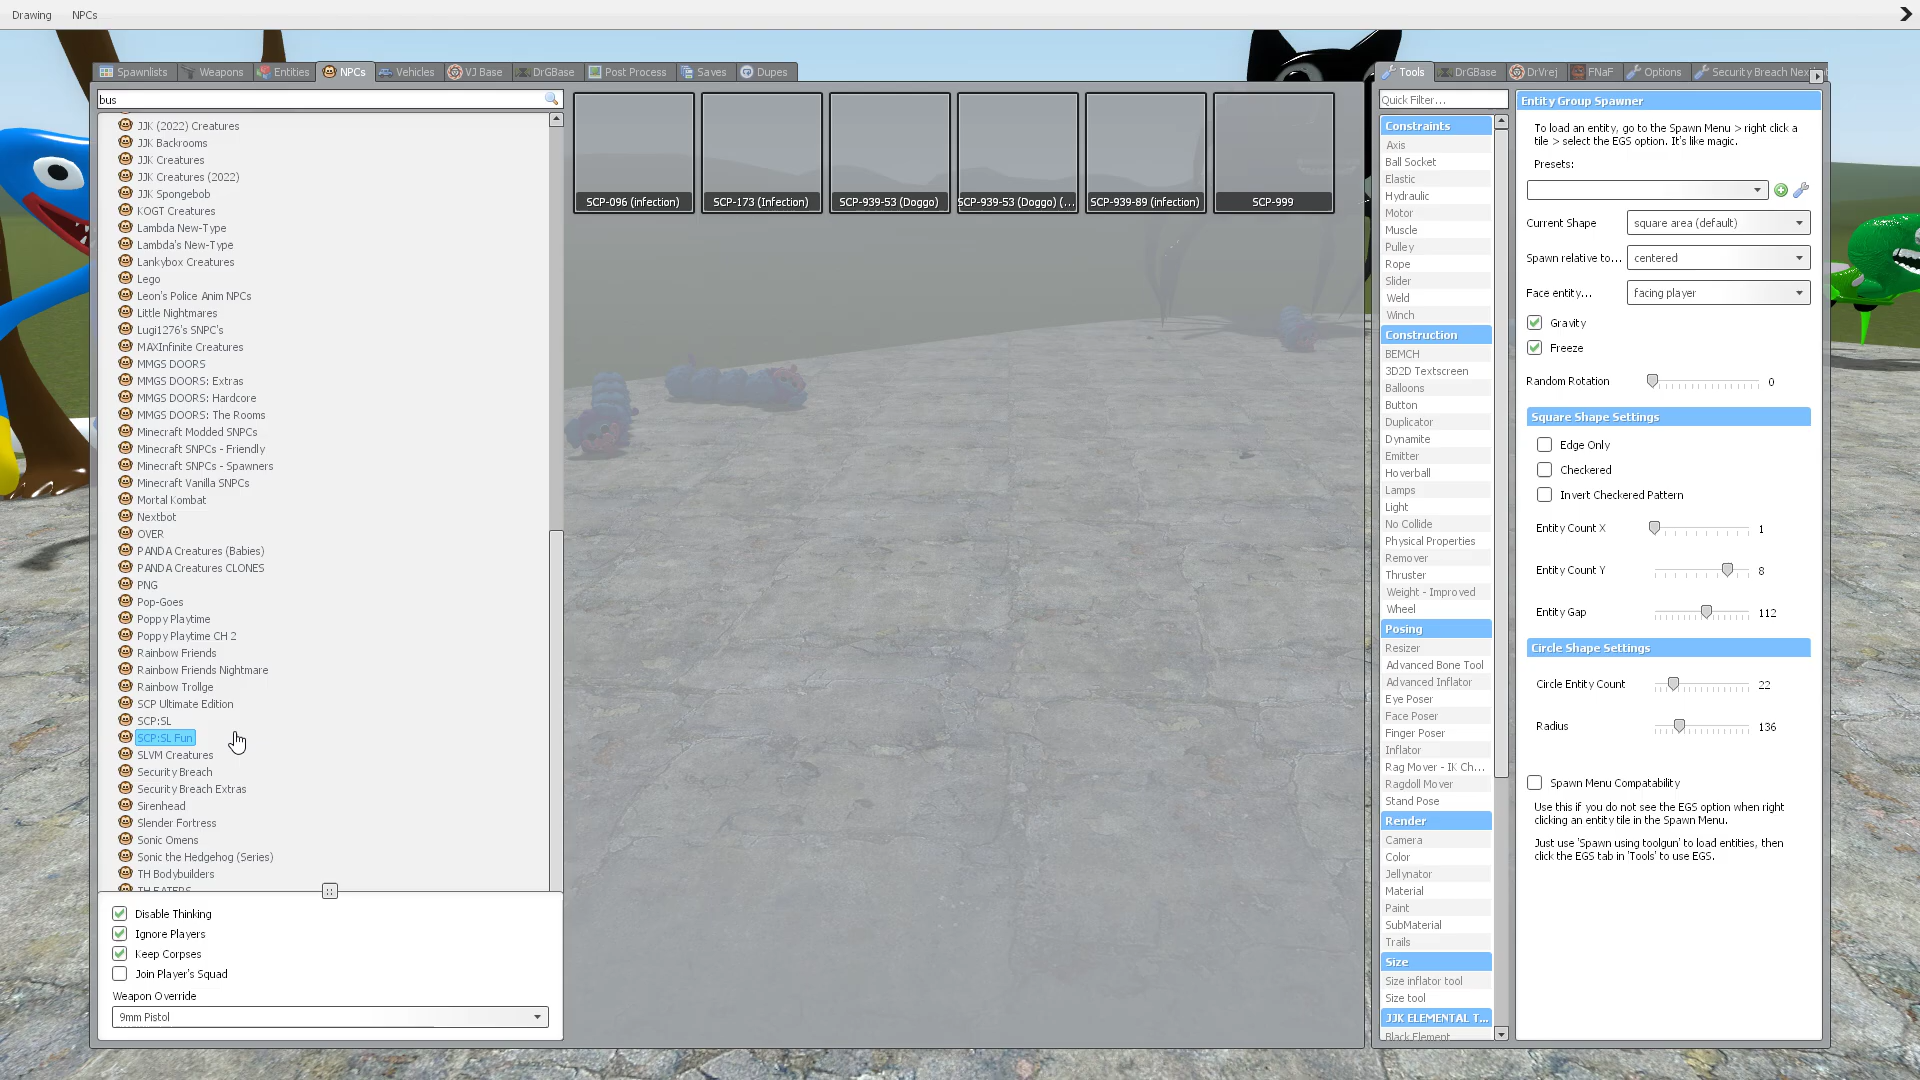 Drawing NPCs
Spawnlists Weapons Entities NPCs Vehicles VJ Base DrGBase Post Process Saves Dupes
bus
JJK (2022) Creatures
JJK Backrooms
JJK Creatures
JJK Creatures (2022)
JJK Spongebob
KOGT Creatures
Lambda New-Type
Lambda's New-Type
Lankybox Creatures
Lego
Leon's Police Anim NPCs
Little Nightmares
Lugi1276's SNPC's
MAXInfinite Creatures
MMGS DOORS
MMGS DOORS: Extras
MMGS DOORS: Hardcore
MMGS DOORS: The Rooms
Minecraft Modded SNPCs
Minecraft SNPCs - Friendly
Minecraft SNPCs - Spawners
Minecraft Vanilla SNPCs
Mortal Kombat
Nextbot
OVER
PANDA Creatures (Babies)
PANDA Creatures CLONES
PNG
Pop-Goes
Poppy Playtime
Poppy Playtime CH 2
Rainbow Friends
Rainbow Friends Nightmare
Rainbow Trollge
SCP Ultimate Edition
SCP:SL
SCP:SL Fun
SLVM Creatures
Security Breach
Security Breach Extras
Sirenhead
Slender Fortress
Sonic Omens
Sonic the Hedgehog (Series)
TH Bodybuilders
TH EATERS
Disable Thinking
Ignore Players
Keep Corpses
Join Player's Squad
Weapon Override
9mm Pistol
SCP-096 (infection) SCP-173 (Infection) SCP-939-53 (Doggo) SCP-939-53 (Doggo) (... SCP-939-89 (infection) SCP-999
Tools DrGBase DrVrej FNaF Options Security Breach
Quick Filter...
Constraints
Axis
Ball Socket
Elastic
Hydraulic
Motor
Muscle
Pulley
Rope
Slider
Weld
Winch
Construction
BEMCH
3D2D Textscreen
Balloons
Button
Duplicator
Dynamite
Emitter
Hoverball
Lamps
Light
No Collide
Physical Properties
Remover
Thruster
Weight - Improved
Wheel
Posing
Resizer
Advanced Bone Tool
Advanced Inflator
Eye Poser
Face Poser
Finger Poser
Inflator
Rag Mover - IK Ch...
Ragdoll Mover
Stand Pose
Render
Camera
Color
Jellynator
Material
Paint
SubMaterial
Trails
Size
Size inflator tool
Size tool
JJK ELEMENTAL T...
Black Element
Entity Group Spawner
To load an entity, go to the Spawn Menu > right click a
tile > select the EGS option. It's like magic.
Presets:
Current Shape square area (default)
Spawn relative to... centered
Face entity... facing player
Gravity
Freeze
Random Rotation 0
Square Shape Settings
Edge Only
Checkered
Invert Checkered Pattern
Entity Count X 1
Entity Count Y 8
Entity Gap 112
Circle Shape Settings
Circle Entity Count 22
Radius 136
Spawn Menu Compatability
Use this if you do not see the EGS option when right
clicking an entity tile in the Spawn Menu.
Just use 'Spawn using toolgun' to load entities, then
click the EGS tab in 'Tools' to use EGS.